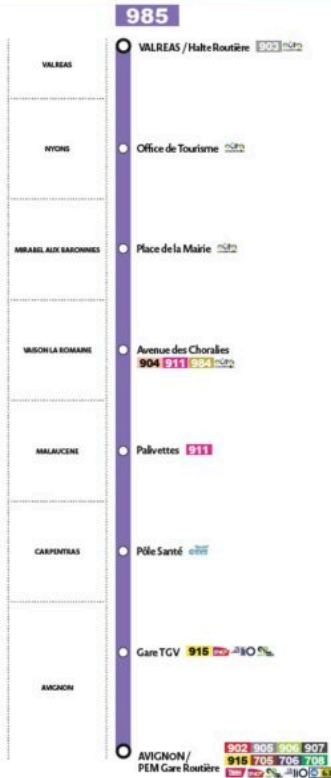 985
VALREAS
VALREAS / Halte Routière 903
NYONS
Office de Tourisme
MIRABEL AUX BARONNIES
Place de la Mairie
VAISON LA ROMAINE
Avenue des Choralies
904 911 984
MALAUCENE
Palivettes 911
CARPENTRAS
Pôle Santé
Gare TGV 915
AVIGNON
AVIGNON /
PEM Gare Routière
902 905 906 907
915 705 706 708